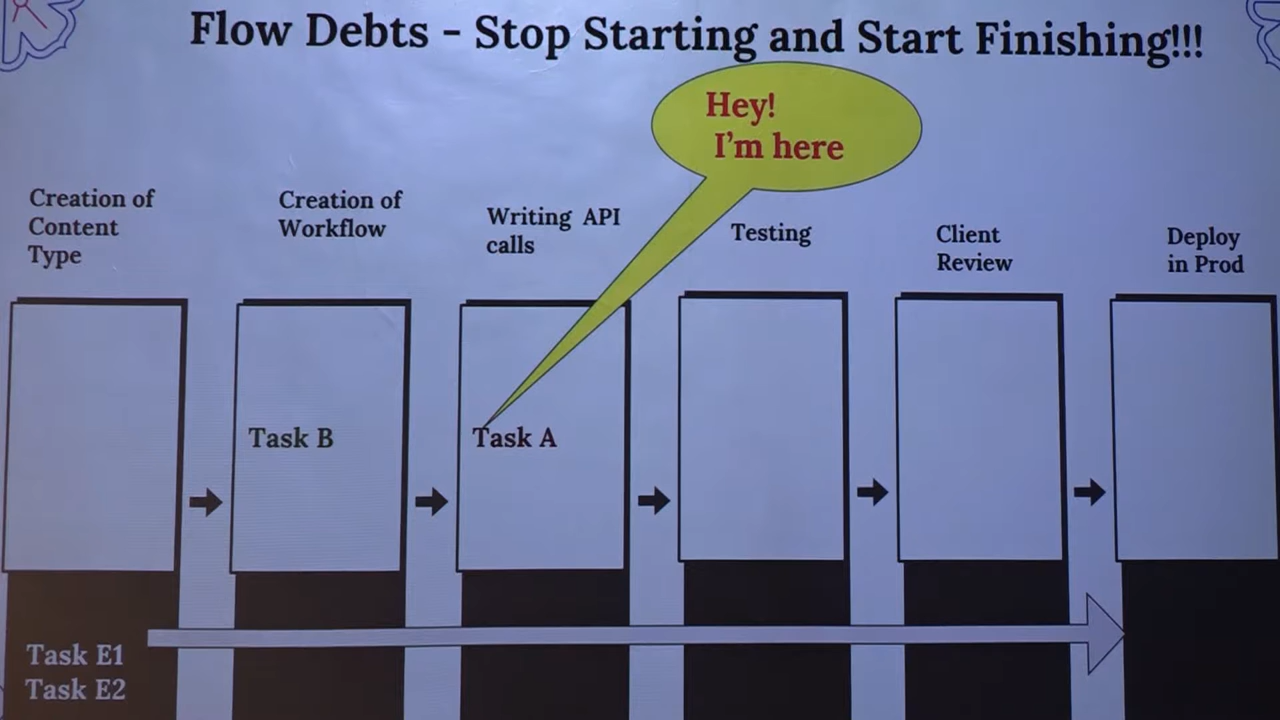 Flow Debts - Stop Starting and Start Finishing!!!
Hey!
I'm here
Creation of
Content
Type
Creation of
Workflow
Writing API
calls
Testing
Client
Review
Deploy
in Prod
Task B
Task A
Task E1
Task E2